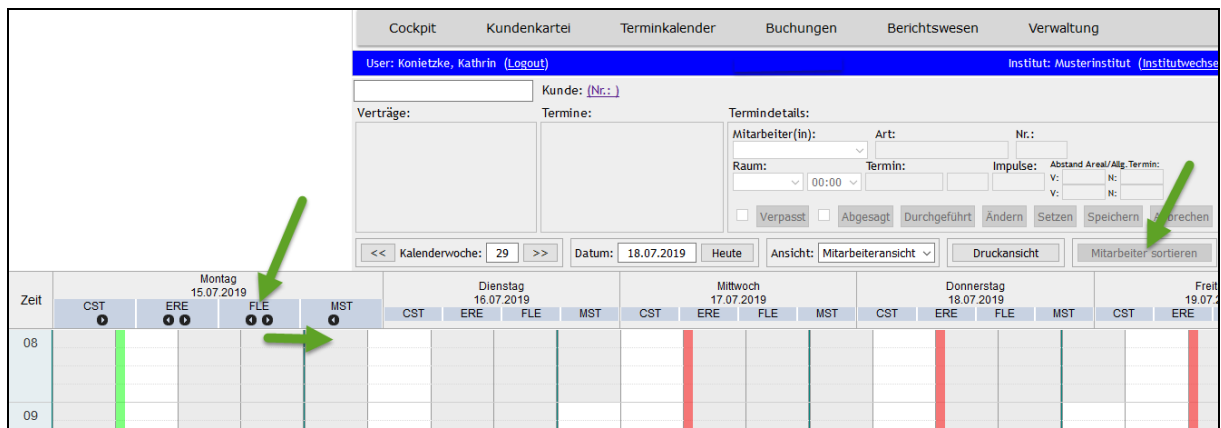 Cockpit Kundenkartei Terminkalender Buchungen Berichtswesen Verwaltung
User: Konietzke, Kathrin (Logout) Institut: Musterinstitut (Institutwechse
Kunde: (Nr.: )
Verträge: Termine: Termindetails:
Mitarbeiter(in): Art: Nr.:
Raum: Termin: Impulse: Abstand Areal/Allg.Termin:
00:00 V: N:
V: N:
Verpasst Abgesagt Durchgeführt Ändern Setzen Speichern Abbrechen
<< Kalenderwoche: 29 >> Datum: 18.07.2019 Heute Ansicht: Mitarbeiteransicht Druckansicht Mitarbeiter sortieren
Zeit Montag Dienstag Mittwoch Donnerstag Freit
15.07.2019 16.07.2019 17.07.2019 18.07.2019 19.07.2
CST ERE FLE MST CST ERE FLE MST CST ERE FLE MST CST ERE FLE MST CST ERE
08
09